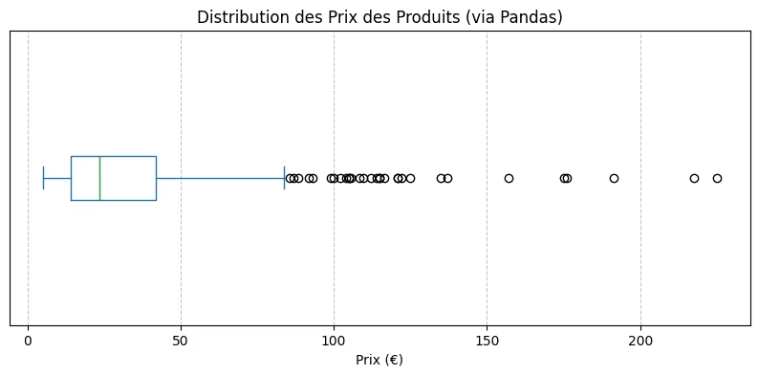 Distribution des Prix des Produits (via Pandas)
0 50 100 150 200
Prix (€)